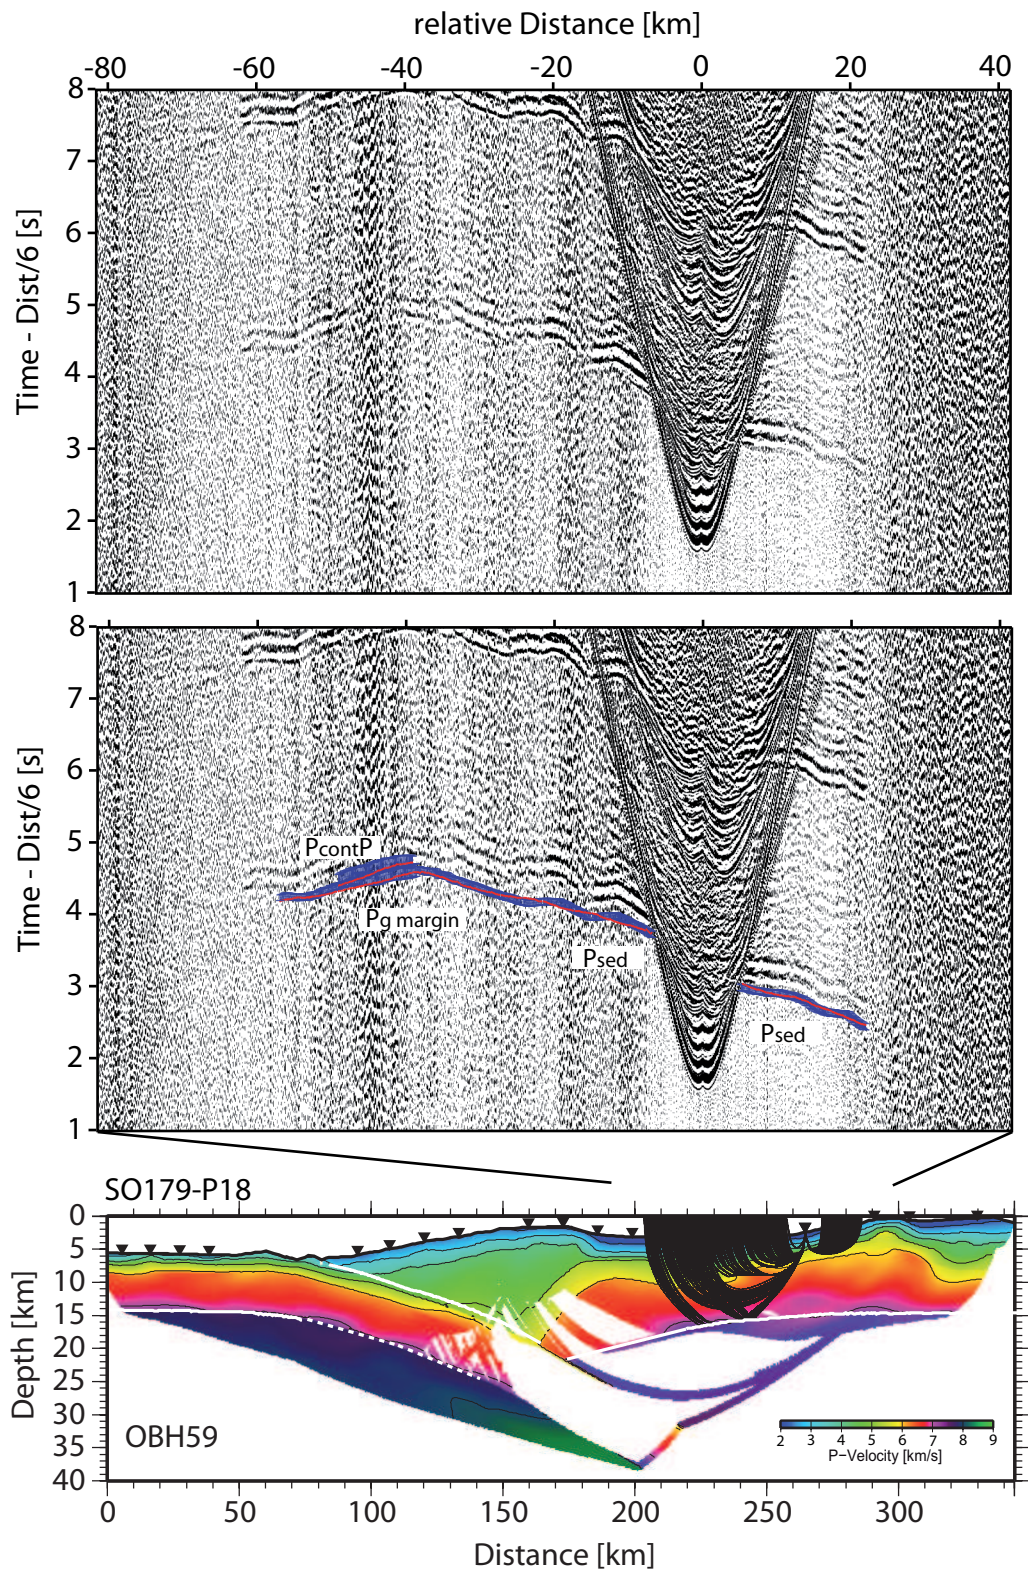 relative Distance [km]
-80 -60 -40 -20 0 20 40
8
7
6
5
4
3
2
1
Time - Dist/6 [s]
8
7
6
5
4
3
2
1
Time - Dist/6 [s]
PcontP
Pg margin
Psed
Psed
SO179-P18
0
5
10
15
20
25
30
35
40
Depth [km]
OBH59
2 3 4 5 6 7 8 9
P-Velocity [km/s]
0 50 100 150 200 250 300
Distance [km]